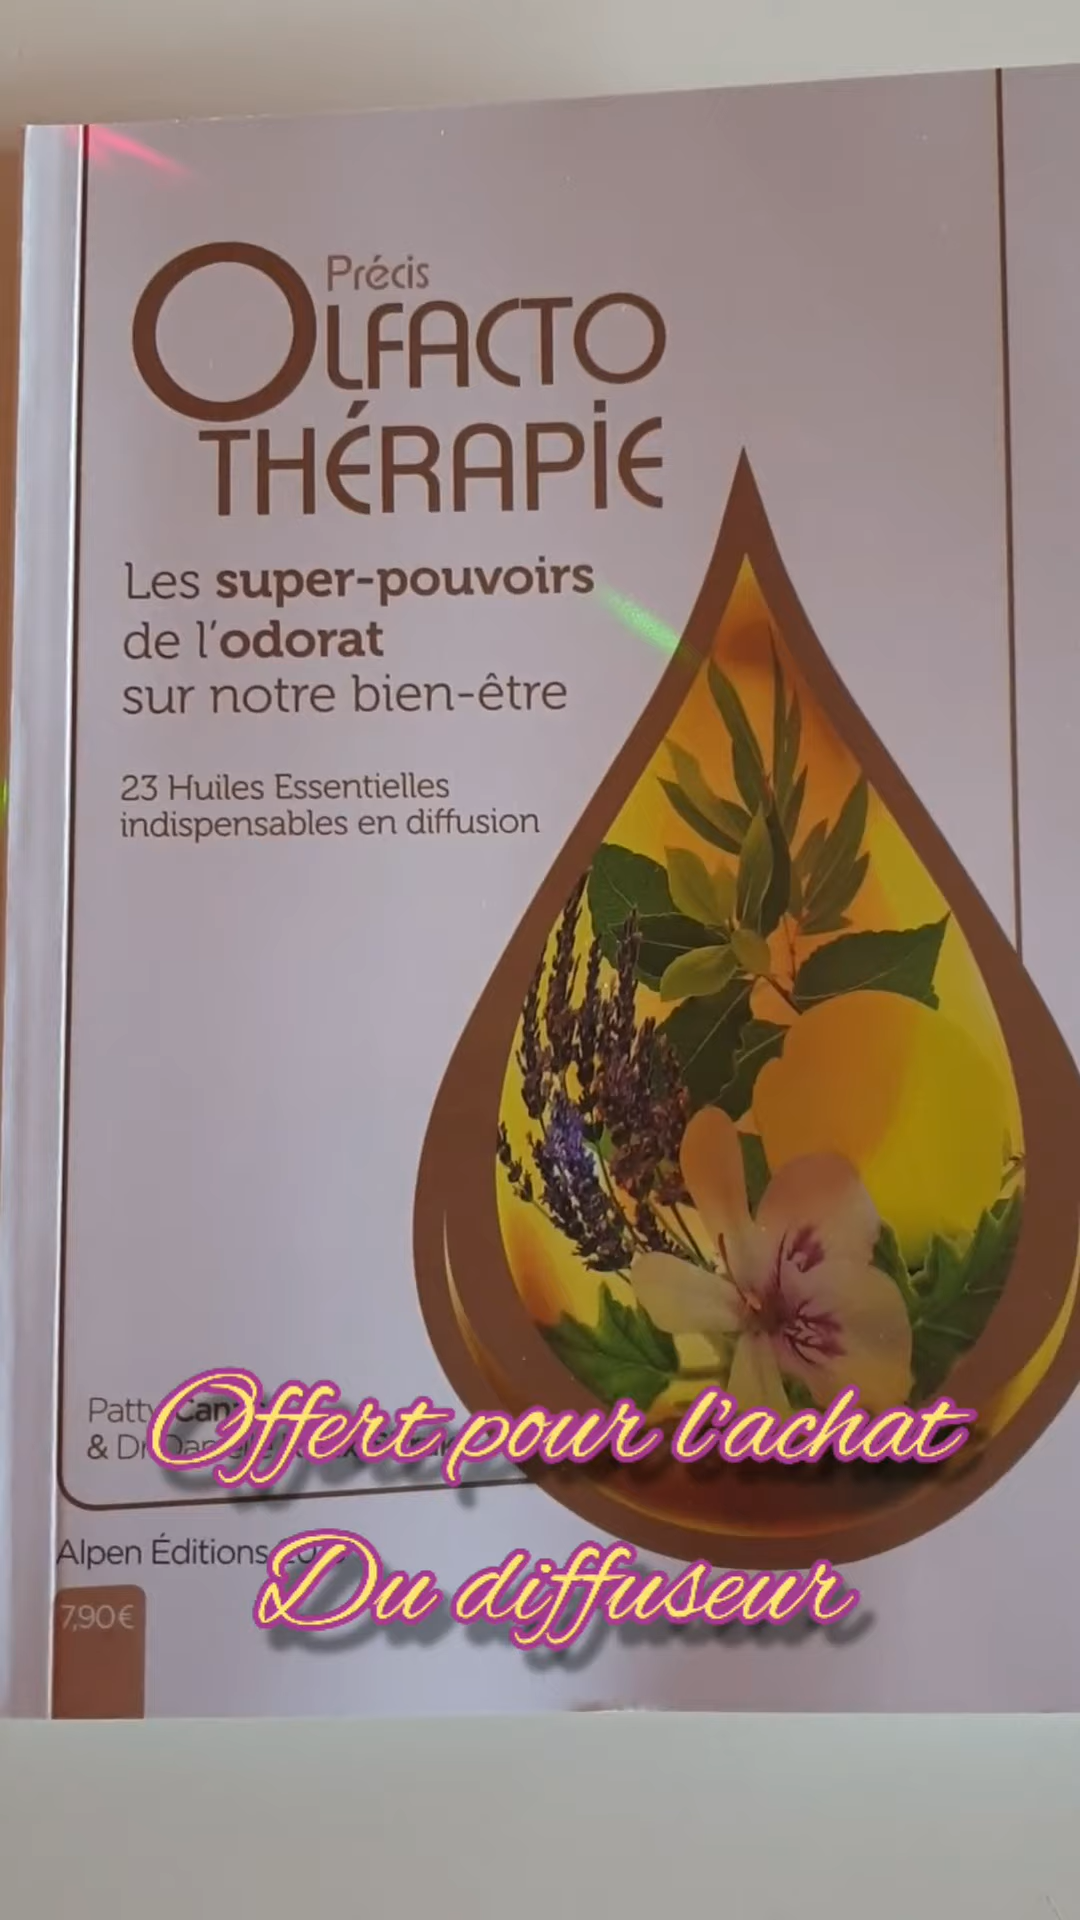 Précis
OLFACTO
THÉRAPIE
Les super-pouvoirs
de l'odorat
sur notre bien-être
23 Huiles Essentielles
indispensables en diffusion
Patty
& Dr
Offert pour l'achat
Alpen Éditions
Du diffuseur
7,90€